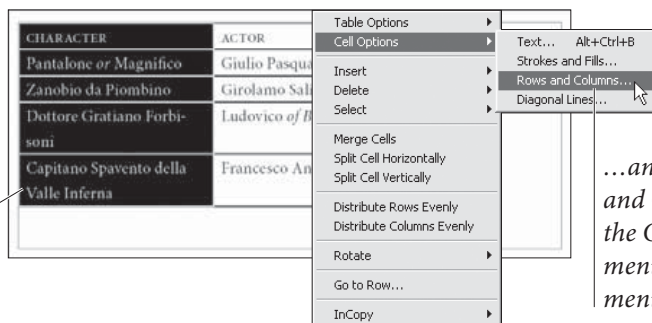 CHARACTER ACTOR
Pantalone or Magnifico Giulio Pasqua
Zanobio da Piombino Girolamo Sal
Dottore Gratiano Forbi-
soni
Ludovico of B
Capitano Spavento della
Valle Inferna
Francesco An
Table Options
Cell Options
Insert
Delete
Select
Merge Cells
Split Cell Horizontally
Split Cell Vertically
Distribute Rows Evenly
Distribute Columns Evenly
Rotate
Go to Row...
InCopy
Text... Alt+Ctrl+B
Strokes and Fills...
Rows and Columns...
Diagonal Lines...
…an
and
the C
men
men